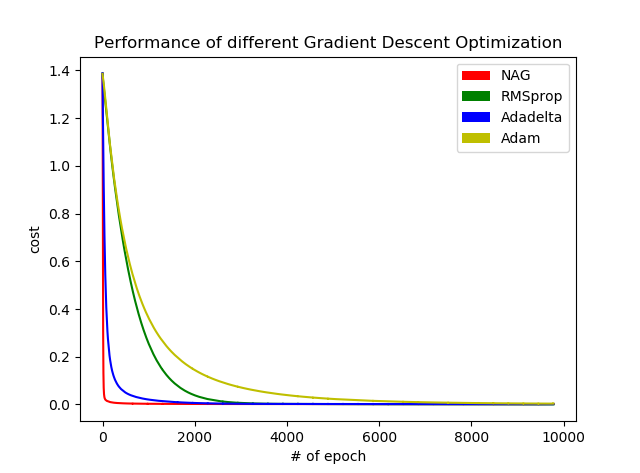 Performance of different Gradient Descent Optimization
NAG
RMSprop
Adadelta
Adam
1.4
1.2
1.0
0.8
0.6
0.4
0.2
0.0
cost
0 2000 4000 6000 8000 10000
# of epoch